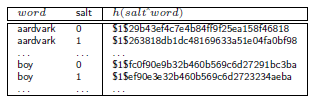 word salt h(salt^word)
aardvark 0 $1$29b43ef4c7e4b84ff9f25ea158f46818
aardvark 1 $1$263818db1dc48169633a51e04fa0bf98
... ... ...
boy 0 $1$fc0f90e9b32b460b569c6d27291bc3ba
boy 1 $1$ef90e3e32b460b569c6d2723234aeba
... ... ...